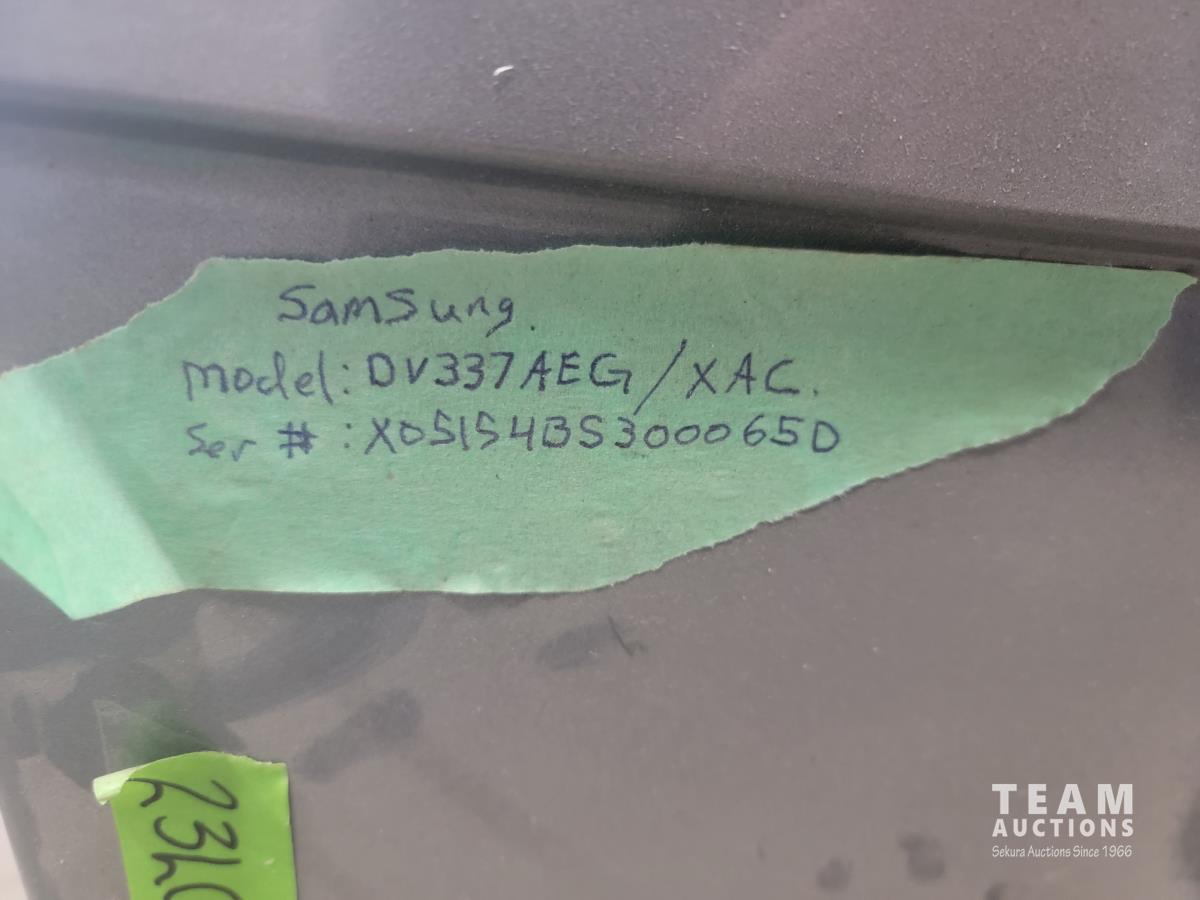 Samsung.
Model: DV337AEG/XAC.
Ser #: X05154BS300065D
TEAM
AUCTIONS
Sekura Auctions Since 1966